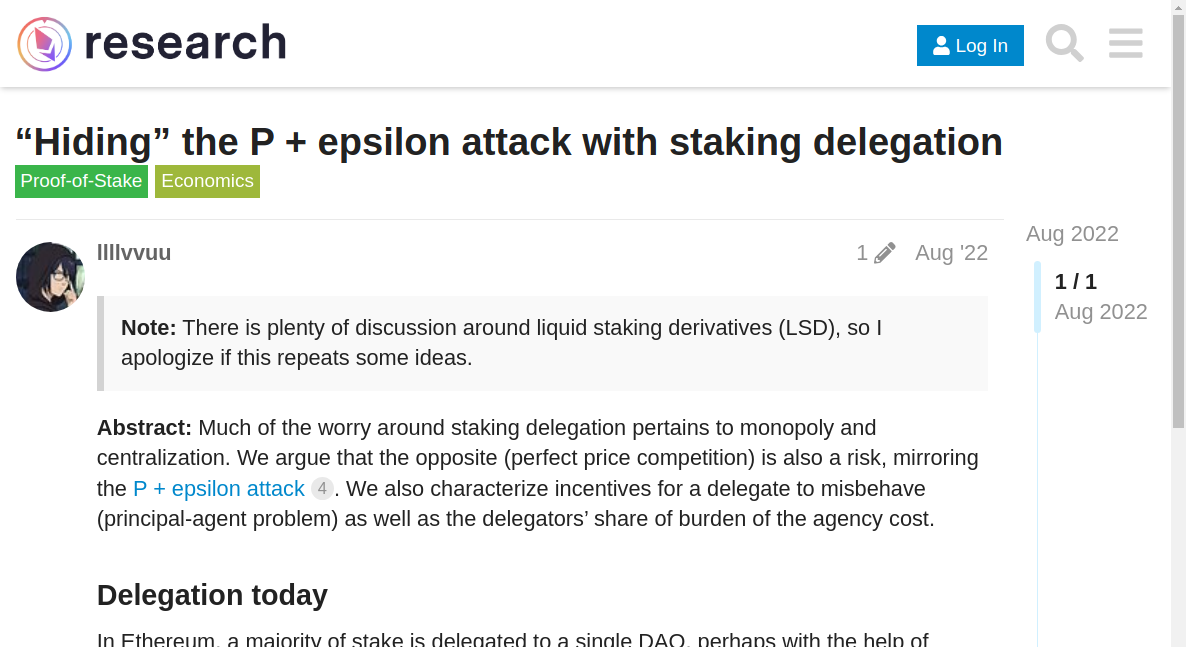 research
Log In
“Hiding” the P + epsilon attack with staking delegation
Proof-of-Stake Economics
llllvvuu
1 Aug '22
Aug 2022
1 / 1
Aug 2022
Note: There is plenty of discussion around liquid staking derivatives (LSD), so I
apologize if this repeats some ideas.
Abstract: Much of the worry around staking delegation pertains to monopoly and
centralization. We argue that the opposite (perfect price competition) is also a risk, mirroring
the P + epsilon attack 4. We also characterize incentives for a delegate to misbehave
(principal-agent problem) as well as the delegators’ share of burden of the agency cost.
Delegation today
In Ethereum, a majority of stake is delegated to a single DAO, perhaps with the help of